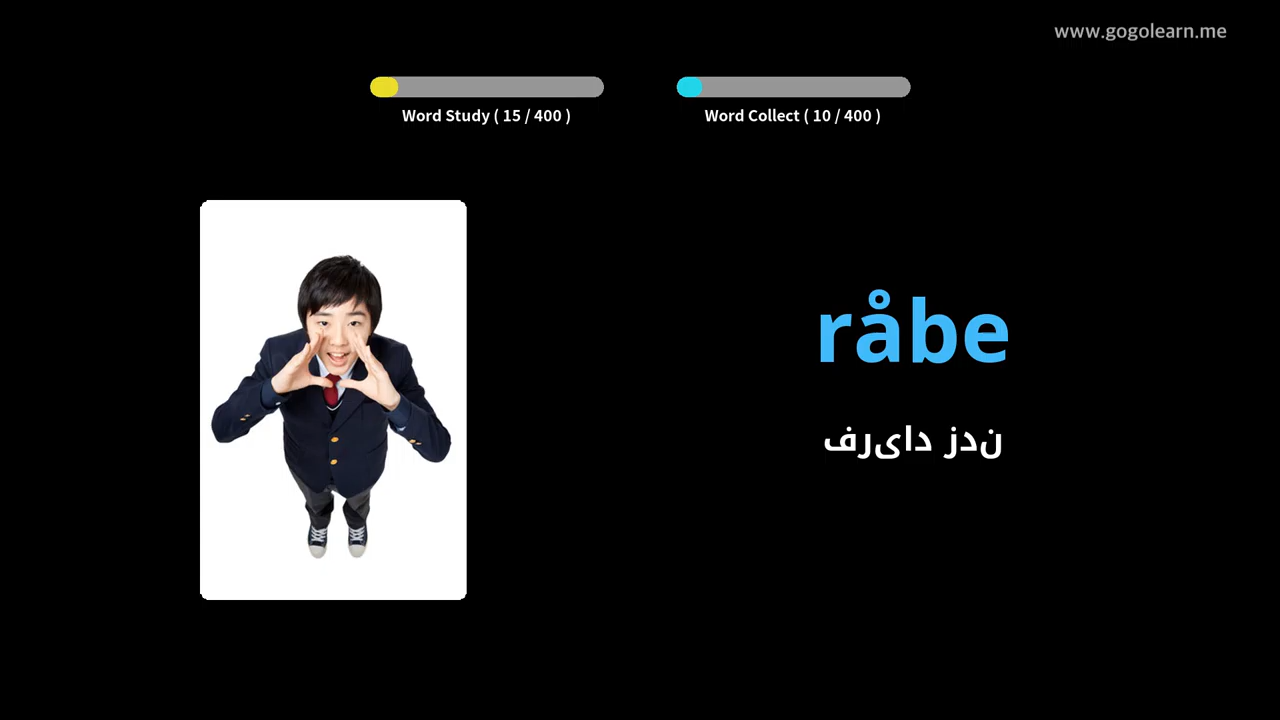 www.gogolearn.me
Word Study ( 15 / 400 )
Word Collect ( 10 / 400 )
råbe
فریاد زدن